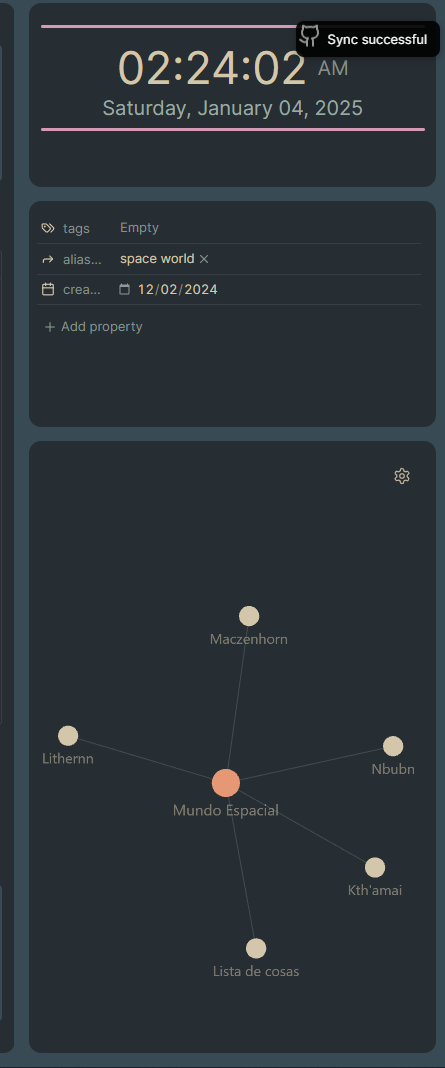 Sync successful
02:24:02 AM
Saturday, January 04, 2025
tags Empty
alias... space world
crea... 12/02/2024
Add property
Maczenhorn
Lithernn
Nbubn
Mundo Espacial
Kth'amai
Lista de cosas